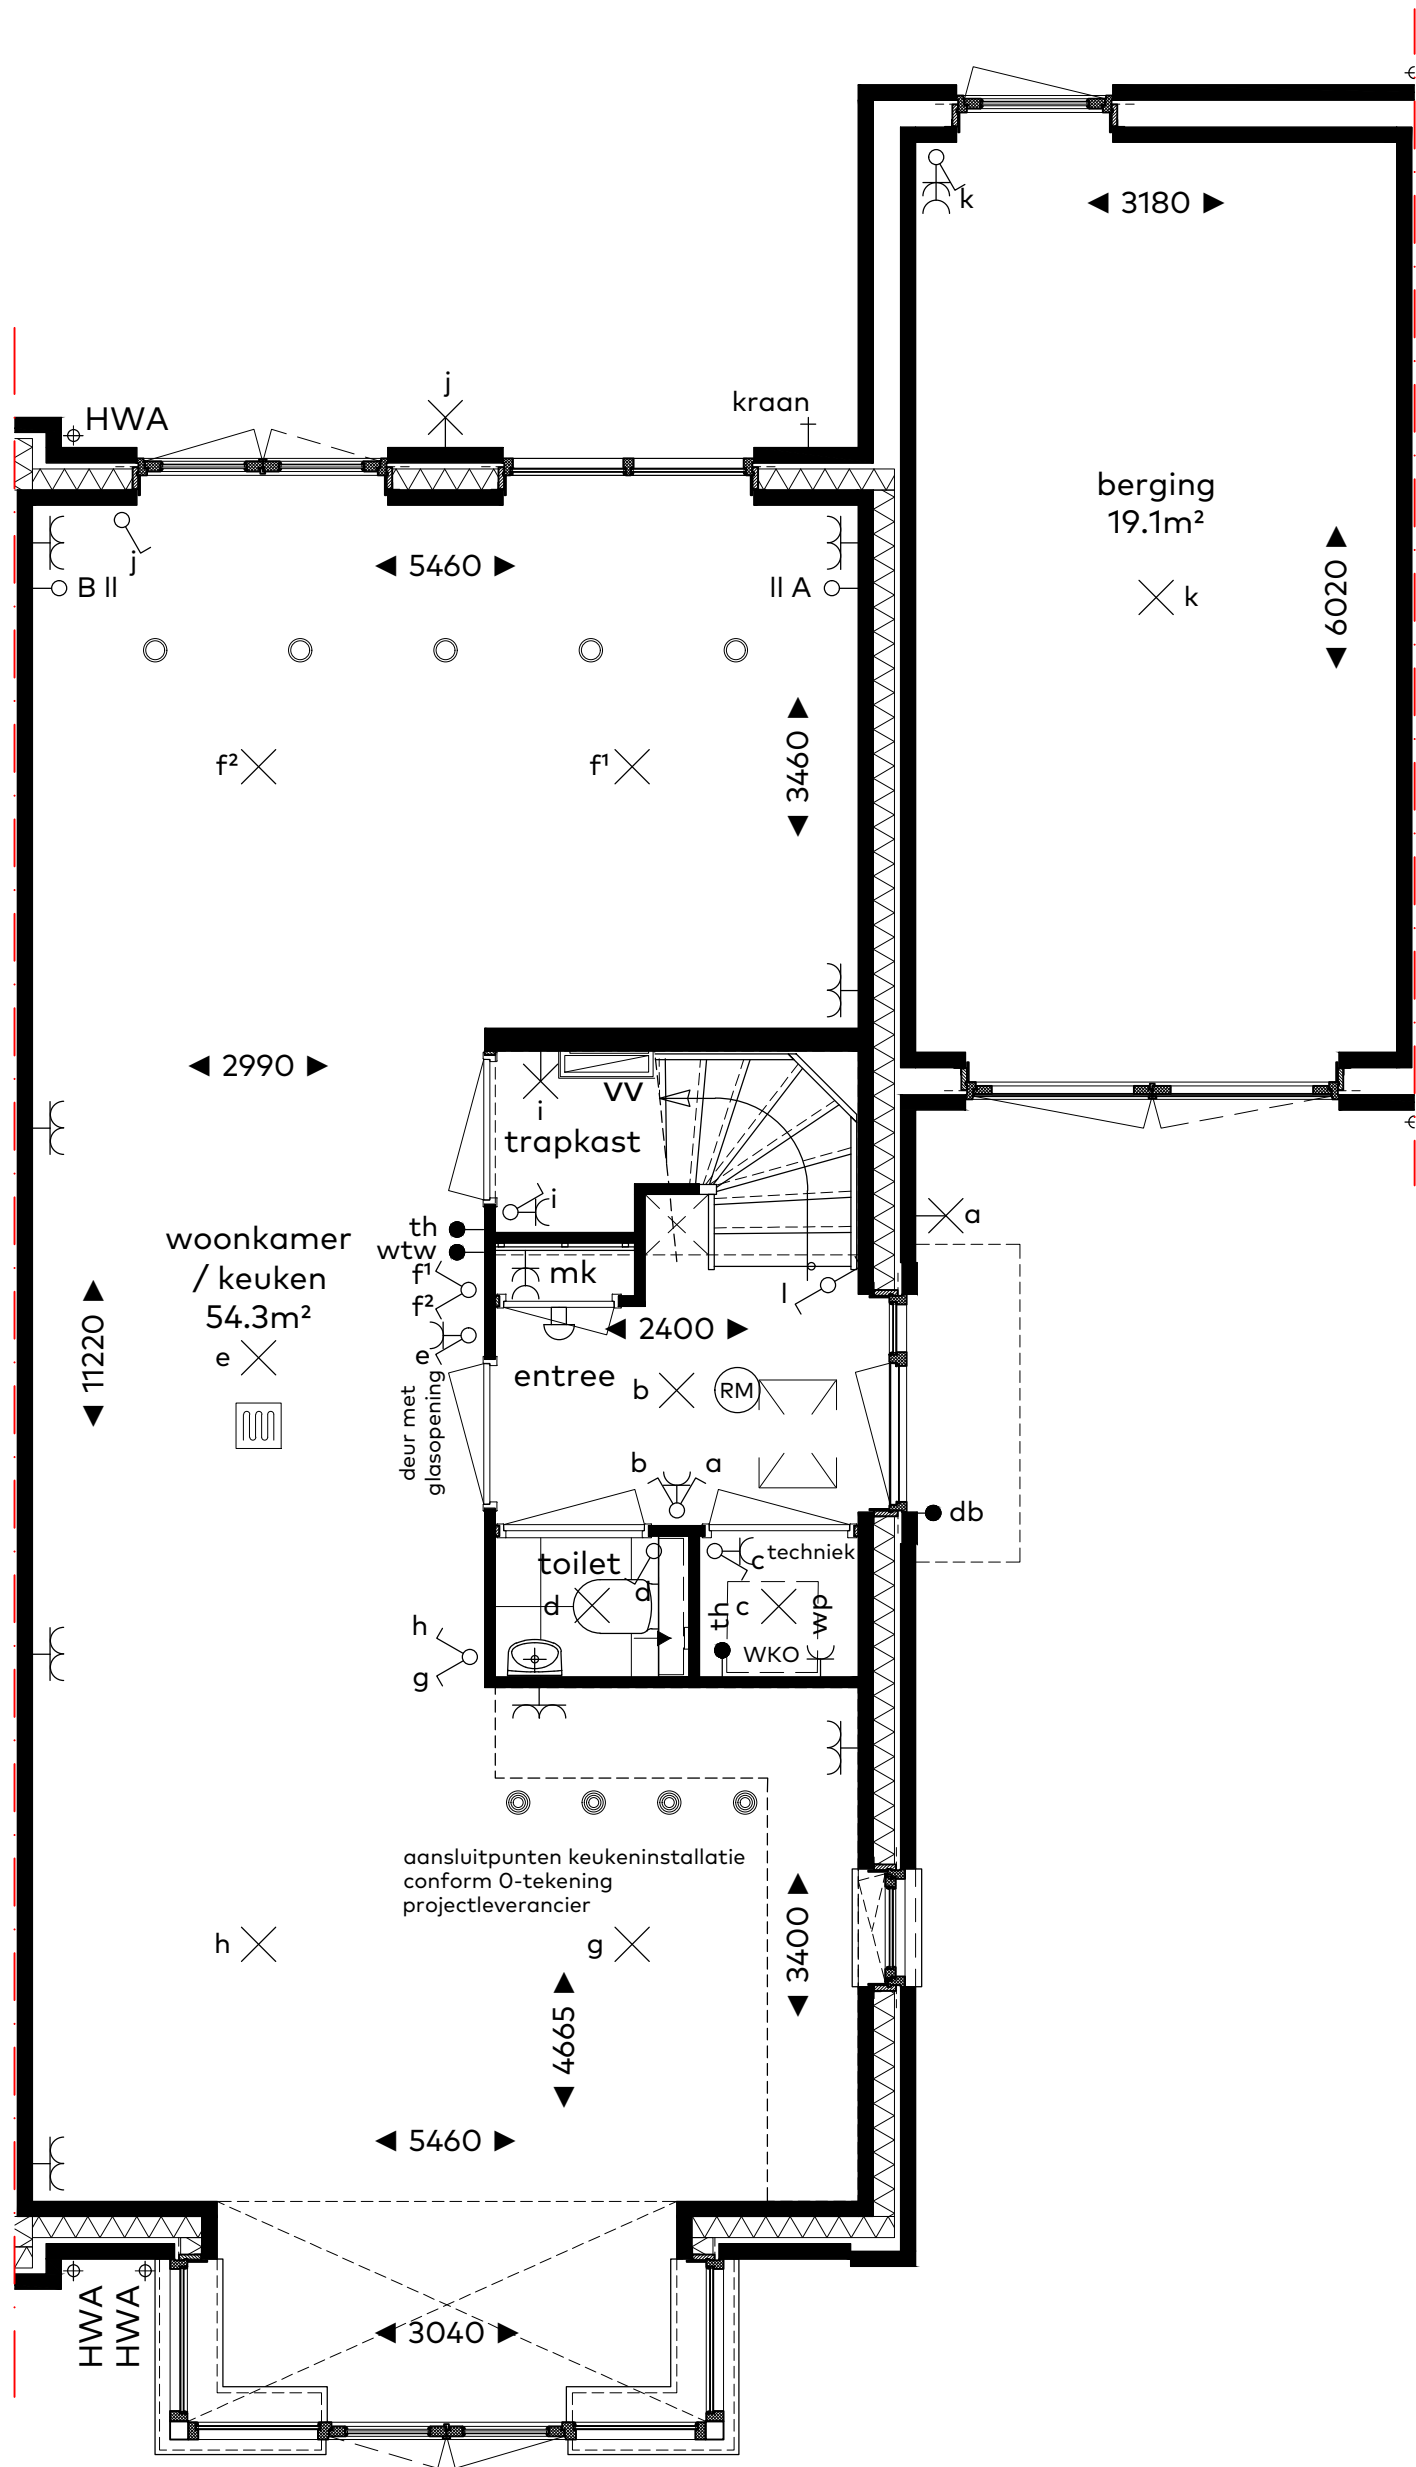 k
3180
j
HWA
kraan
berging
19.1m²
j
5460
B ll
ll A
k
6020
f²
f¹
3460
2990
vv
i
trapkast
i
a
th
wtw
woonkamer
/ keuken
54.3m²
f¹
f²
mk
l
11220
2400
e
e
entree
b
RM
deur met
glasopening
b
a
db
toilet
c
techniek
d
d
c
th
wp
WKO
h
g
aansluitpunten keukeninstallatie
conform 0-tekening
projectleverancier
h
g
3400
4665
5460
HWA
HWA
3040